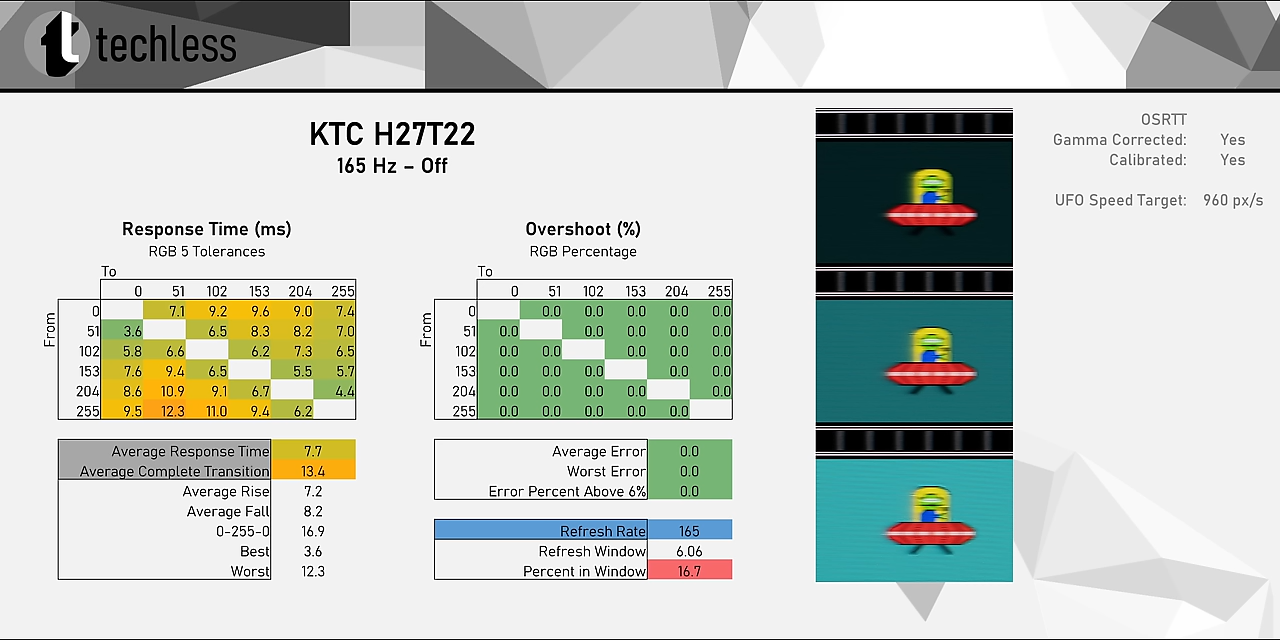 techless
KTC H27T22
165 Hz – Off
OSRTT
Gamma Corrected: Yes
Calibrated: Yes
UFO Speed Target: 960 px/s
Response Time (ms)
RGB 5 Tolerances
To
0 51 102 153 204 255
From
0 7.1 9.2 9.6 9.0 7.4
51 3.6 6.5 8.3 8.2 7.0
102 5.8 6.6 6.2 7.3 6.5
153 7.6 9.4 6.5 5.5 5.7
204 8.6 10.9 9.1 6.7 4.4
255 9.5 12.3 11.0 9.4 6.2
Average Response Time 7.7
Average Complete Transition 13.4
Average Rise 7.2
Average Fall 8.2
0-255-0 16.9
Best 3.6
Worst 12.3
Overshoot (%)
RGB Percentage
To
0 51 102 153 204 255
From
0 0.0 0.0 0.0 0.0 0.0
51 0.0 0.0 0.0 0.0 0.0
102 0.0 0.0 0.0 0.0 0.0
153 0.0 0.0 0.0 0.0 0.0
204 0.0 0.0 0.0 0.0 0.0
255 0.0 0.0 0.0 0.0 0.0
Average Error 0.0
Worst Error 0.0
Error Percent Above 6% 0.0
Refresh Rate 165
Refresh Window 6.06
Percent in Window 16.7